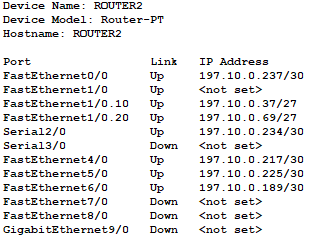 Device Name: ROUTER2
Device Model: Router-PT
Hostname: ROUTER2
Port Link IP Address
FastEthernet0/0 Up 197.10.0.237/30
FastEthernet1/0 Up <not set>
FastEthernet1/0.10 Up 197.10.0.37/27
FastEthernet1/0.20 Up 197.10.0.69/27
Serial2/0 Up 197.10.0.234/30
Serial3/0 Down <not set>
FastEthernet4/0 Up 197.10.0.217/30
FastEthernet5/0 Up 197.10.0.225/30
FastEthernet6/0 Up 197.10.0.189/30
FastEthernet7/0 Down <not set>
FastEthernet8/0 Down <not set>
GigabitEthernet9/0 Down <not set>